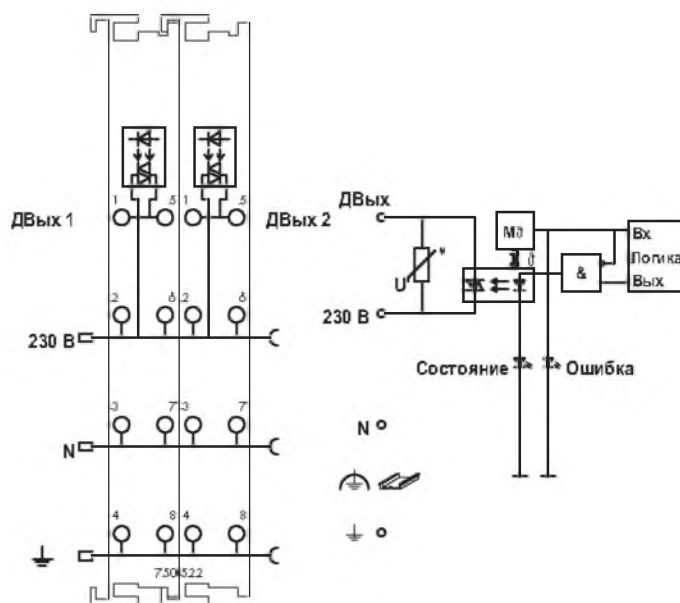 1 5 1 5
ДВых 1
ДВых 2
2 6 2 6
230 В
3 7 3 7
N
4 8 4 8
750-522
ДВых
U
*
230 В
Mϑ
ϑ
&
Вх
Логика
Вых
Состояние
Ошибка
N